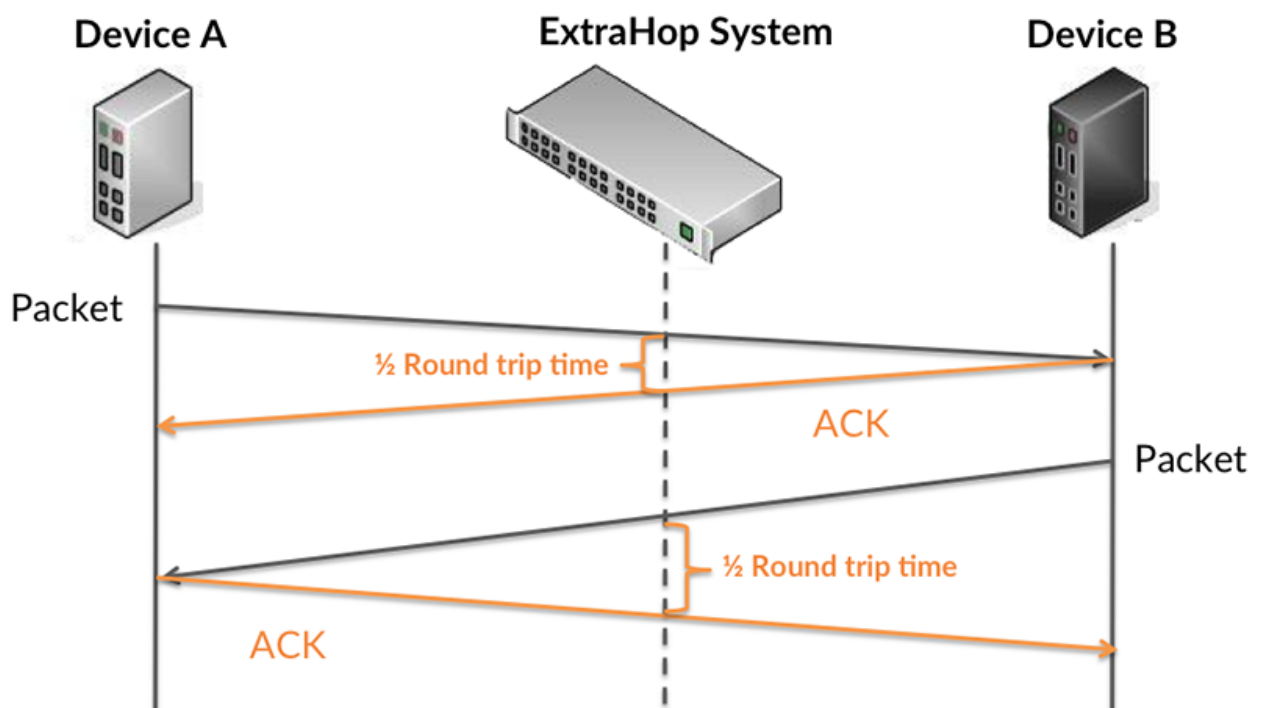 Device A
ExtraHop System
Device B
Packet
½ Round trip time
ACK
Packet
½ Round trip time
ACK